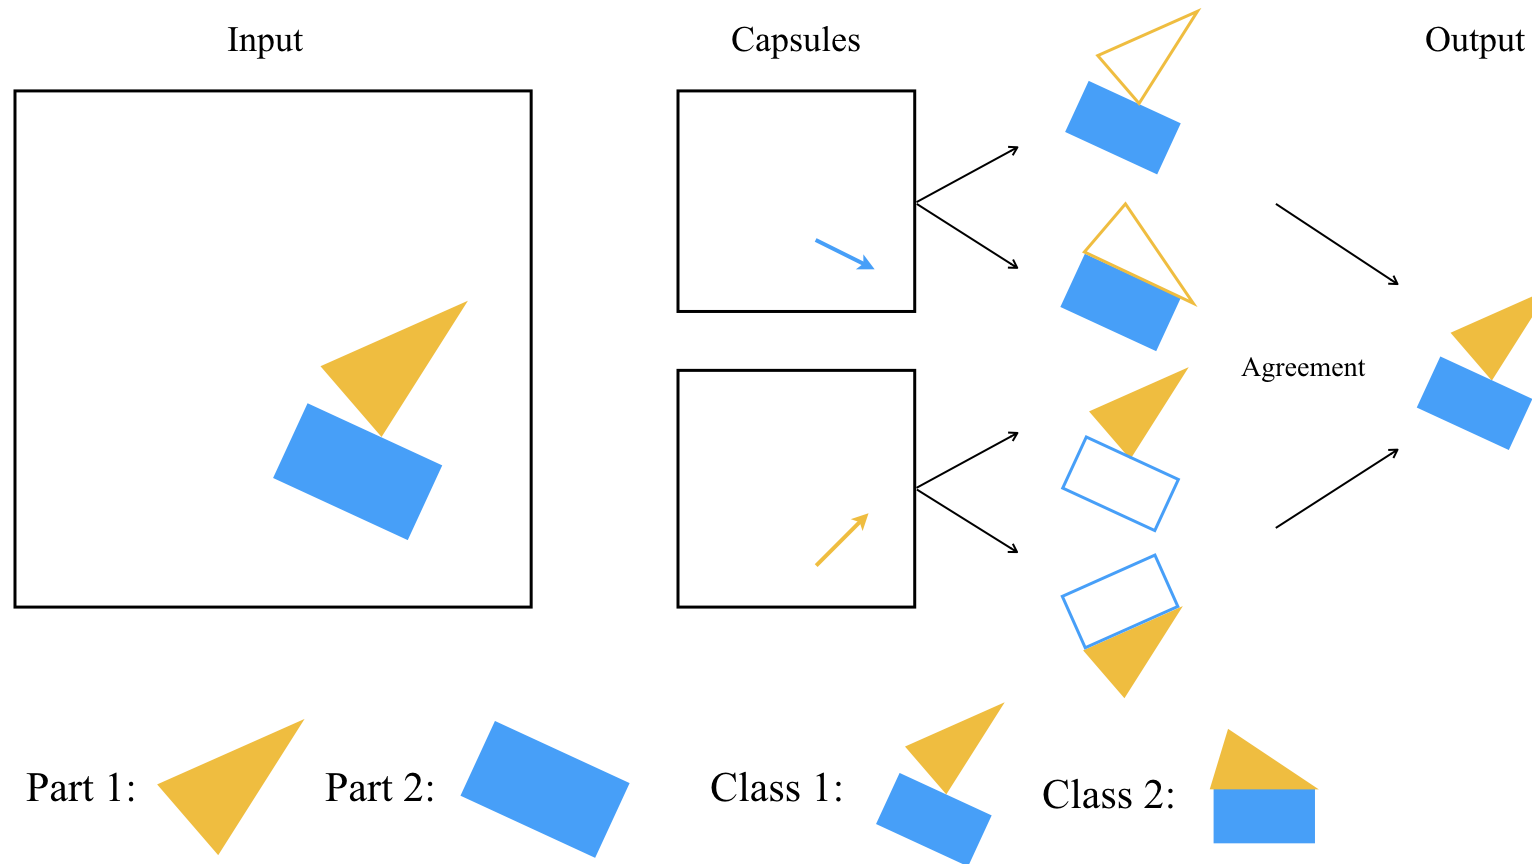 Input
Capsules
Output
Agreement
Part 1:
Part 2:
Class 1:
Class 2: